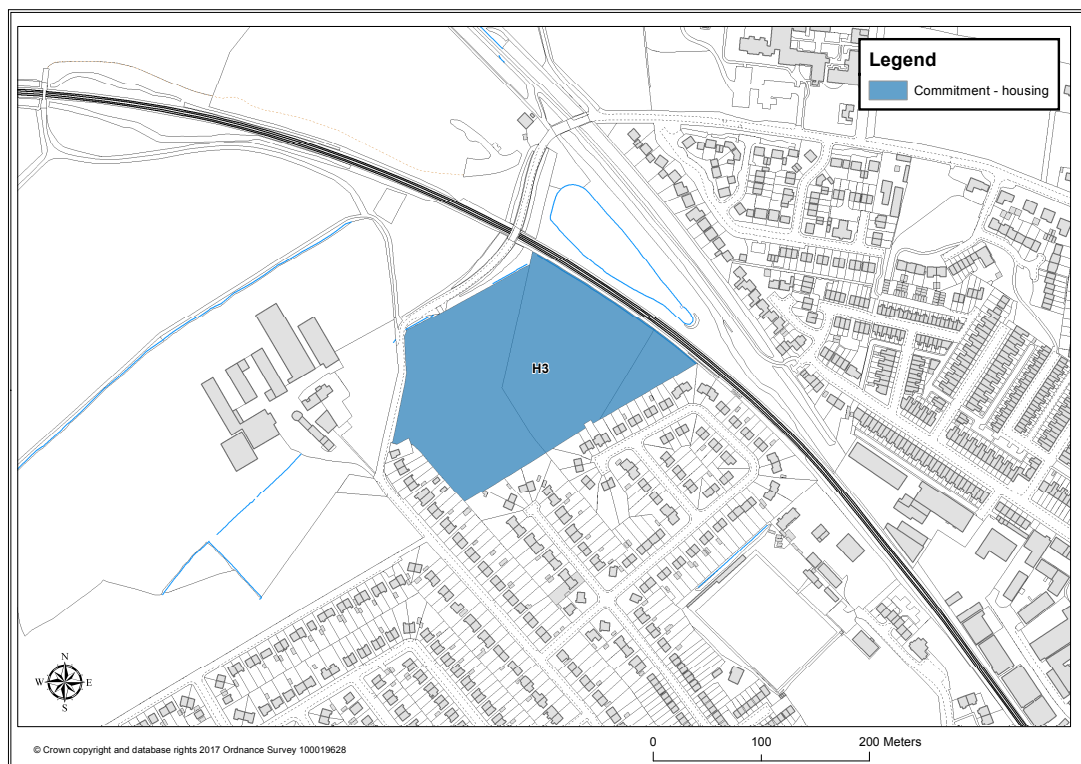 Legend
Commitment - housing
H3
N
W E
S
© Crown copyright and database rights 2017 Ordnance Survey 100019628
0 100 200 Meters